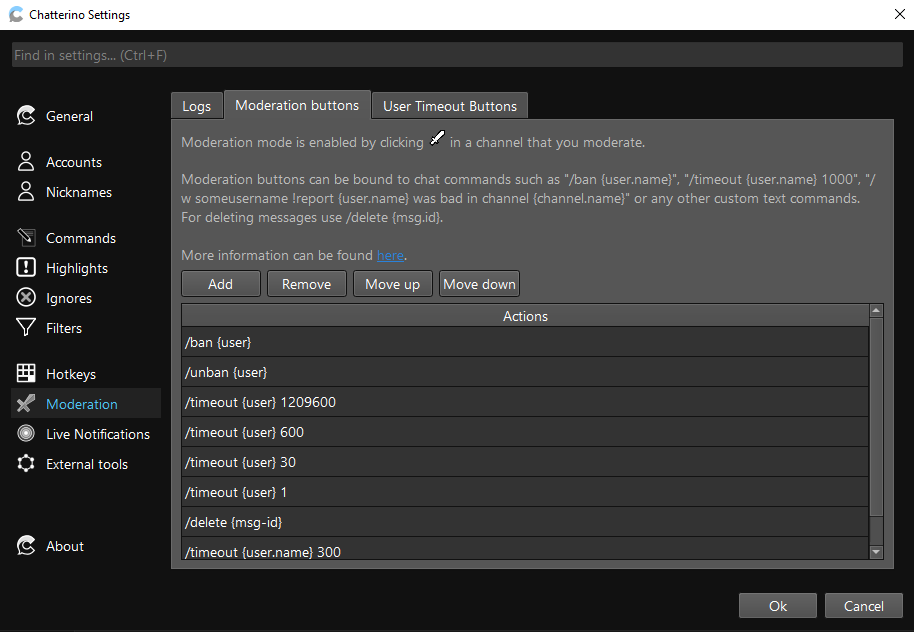 Chatterino Settings
Find in settings... (Ctrl+F)
General
Accounts
Nicknames
Commands
Highlights
Ignores
Filters
Hotkeys
Moderation
Live Notifications
External tools
About
Logs
Moderation buttons
User Timeout Buttons
Moderation mode is enabled by clicking in a channel that you moderate.
Moderation buttons can be bound to chat commands such as "/ban {user.name}", "/timeout {user.name} 1000", "/
w someusername !report {user.name} was bad in channel {channel.name}" or any other custom text commands.
For deleting messages use /delete {msg.id}.
More information can be found here.
Add
Remove
Move up
Move down
Actions
/ban {user}
/unban {user}
/timeout {user} 1209600
/timeout {user} 600
/timeout {user} 30
/timeout {user} 1
/delete {msg-id}
/timeout {user.name} 300
Ok
Cancel